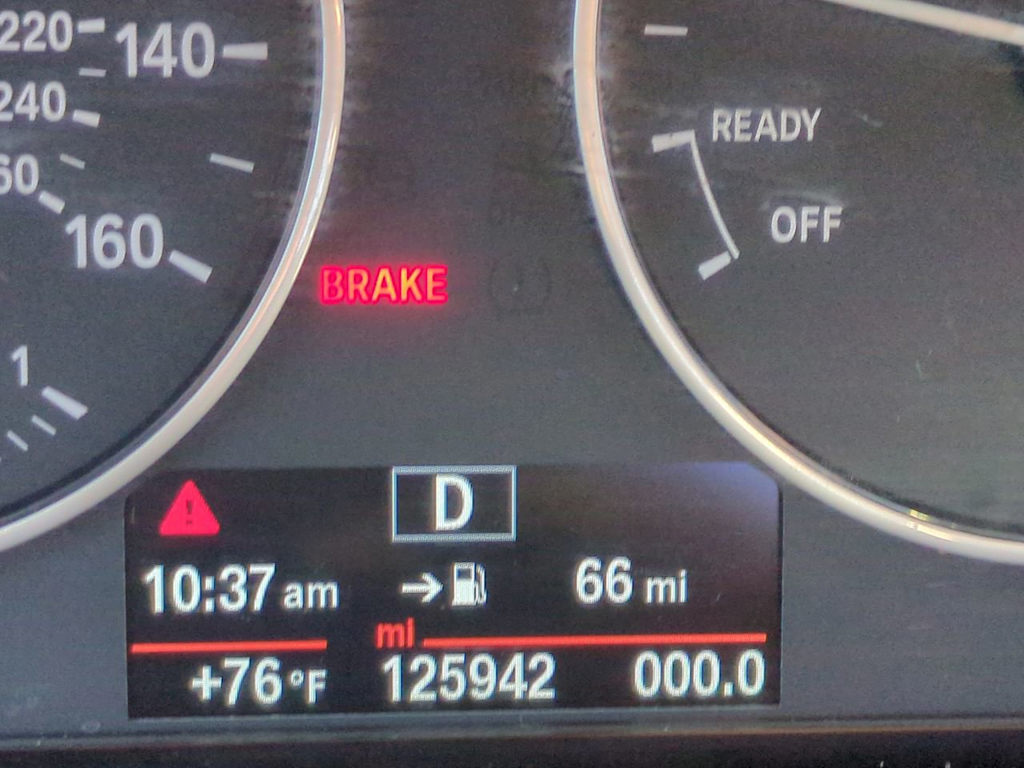 220 140
240
60
160
READY
OFF
BRAKE
1
D
10:37 am → 66 mi
mi
+76 °F 125942 000.0